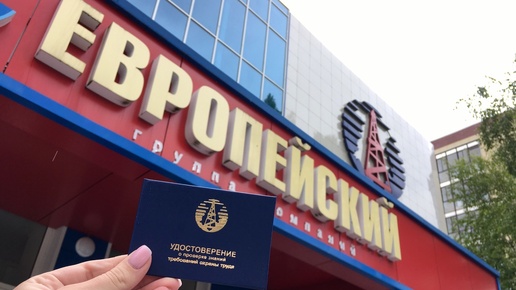 ЕВРОПЕЙСКИЙ
группа компаний
УДОСТОВЕРЕНИЕ
о проверке знаний
требований охраны труда